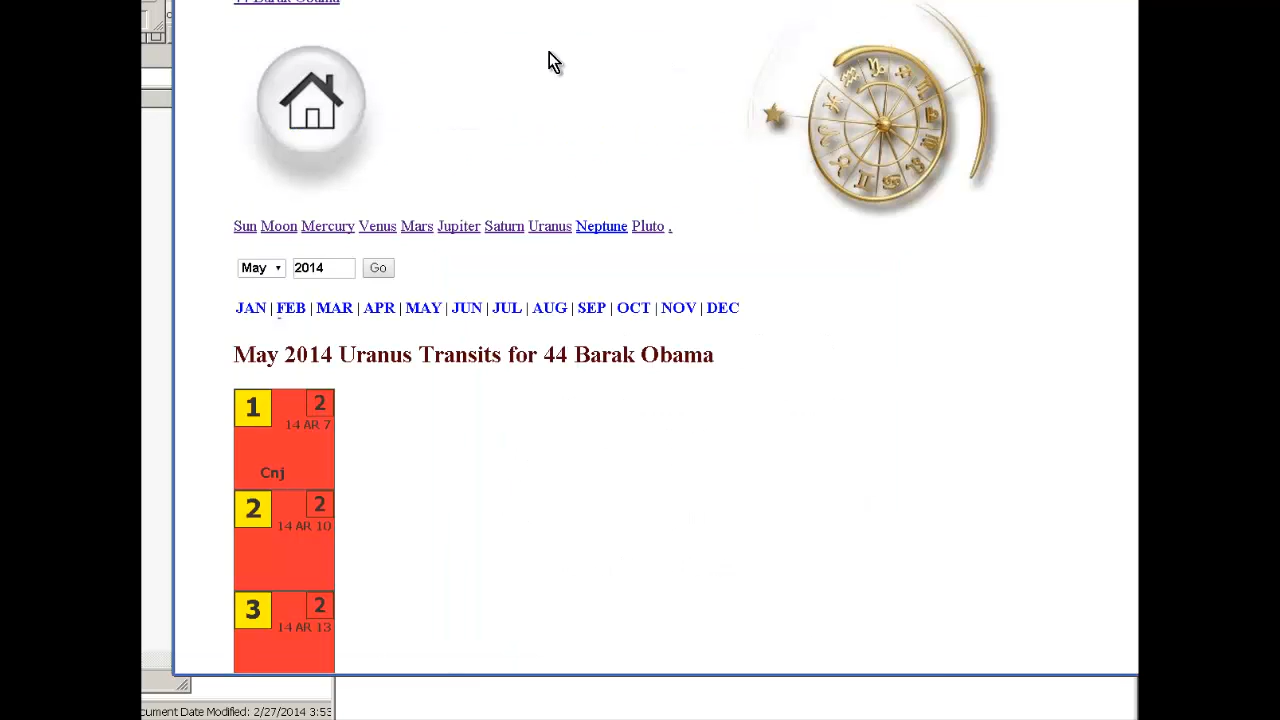 44 Barak Obama
Sun Moon Mercury Venus Mars Jupiter Saturn Uranus Neptune Pluto .
May 2014 Go
JAN | FEB | MAR | APR | MAY | JUN | JUL | AUG | SEP | OCT | NOV | DEC
May 2014 Uranus Transits for 44 Barak Obama
1 2
14 AR 7
Cnj
2 2
14 AR 10
3 2
14 AR 13
cument Date Modified: 2/27/2014 3:53